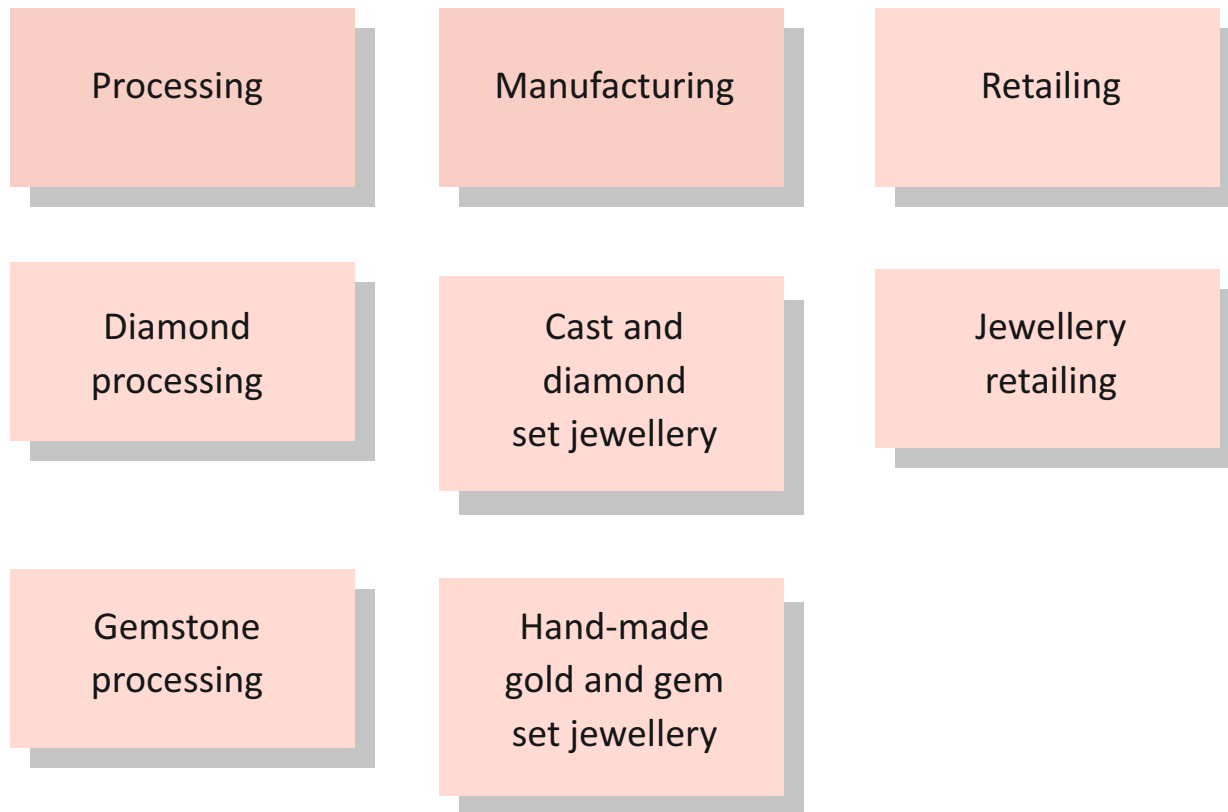 Processing
Manufacturing
Retailing
Diamond
processing
Cast and
diamond
set jewellery
Jewellery
retailing
Gemstone
processing
Hand-made
gold and gem
set jewellery